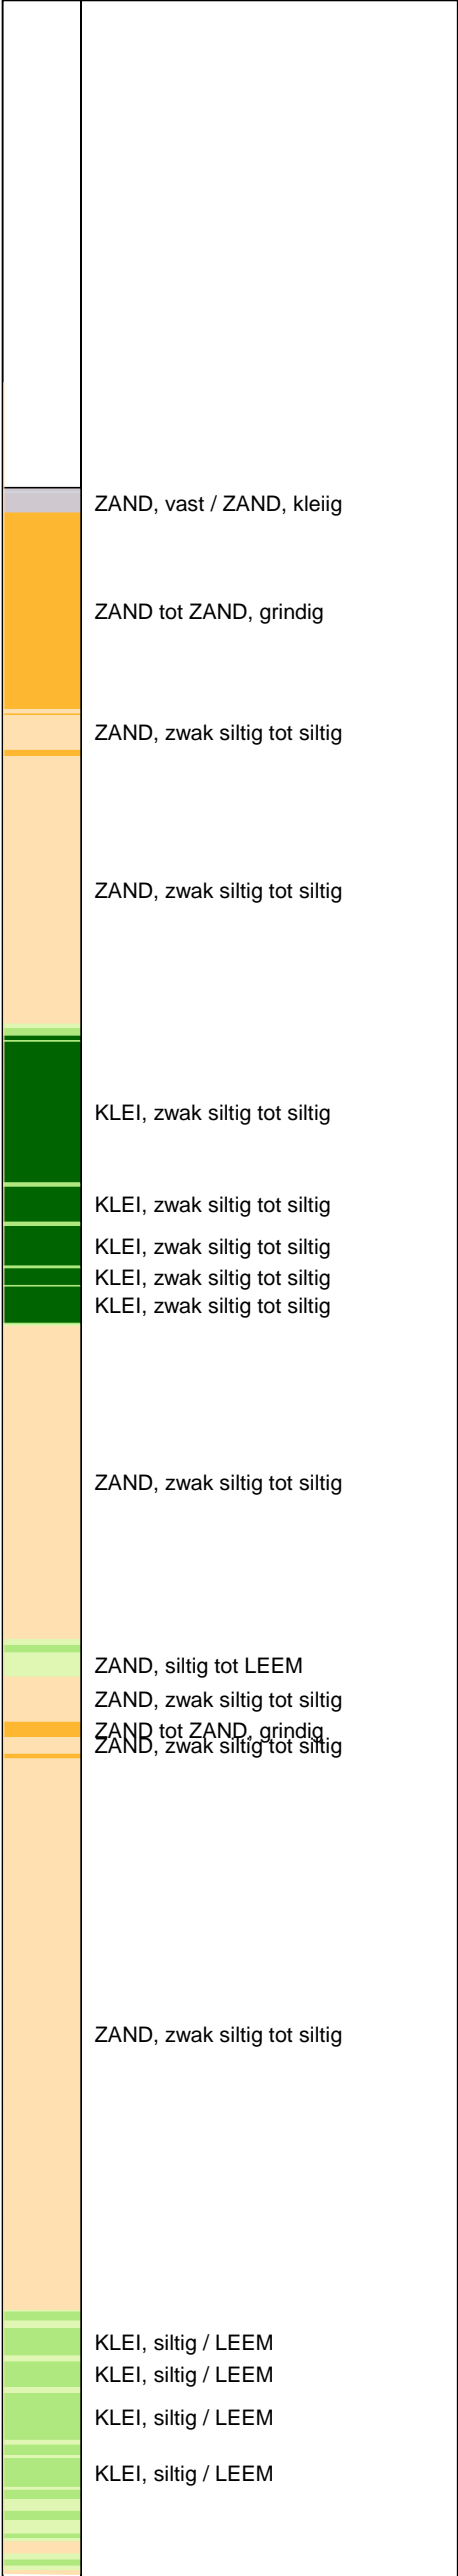 ZAND, vast / ZAND, kleiig
ZAND tot ZAND, grindig
ZAND, zwak siltig tot siltig
ZAND, zwak siltig tot siltig
KLEI, zwak siltig tot siltig
KLEI, zwak siltig tot siltig
KLEI, zwak siltig tot siltig
KLEI, zwak siltig tot siltig
KLEI, zwak siltig tot siltig
ZAND, zwak siltig tot siltig
ZAND, siltig tot LEEM
ZAND, zwak siltig tot siltig
ZAND tot ZAND, grindig
ZAND, zwak siltig tot siltig
ZAND, zwak siltig tot siltig
KLEI, siltig / LEEM
KLEI, siltig / LEEM
KLEI, siltig / LEEM
KLEI, siltig / LEEM